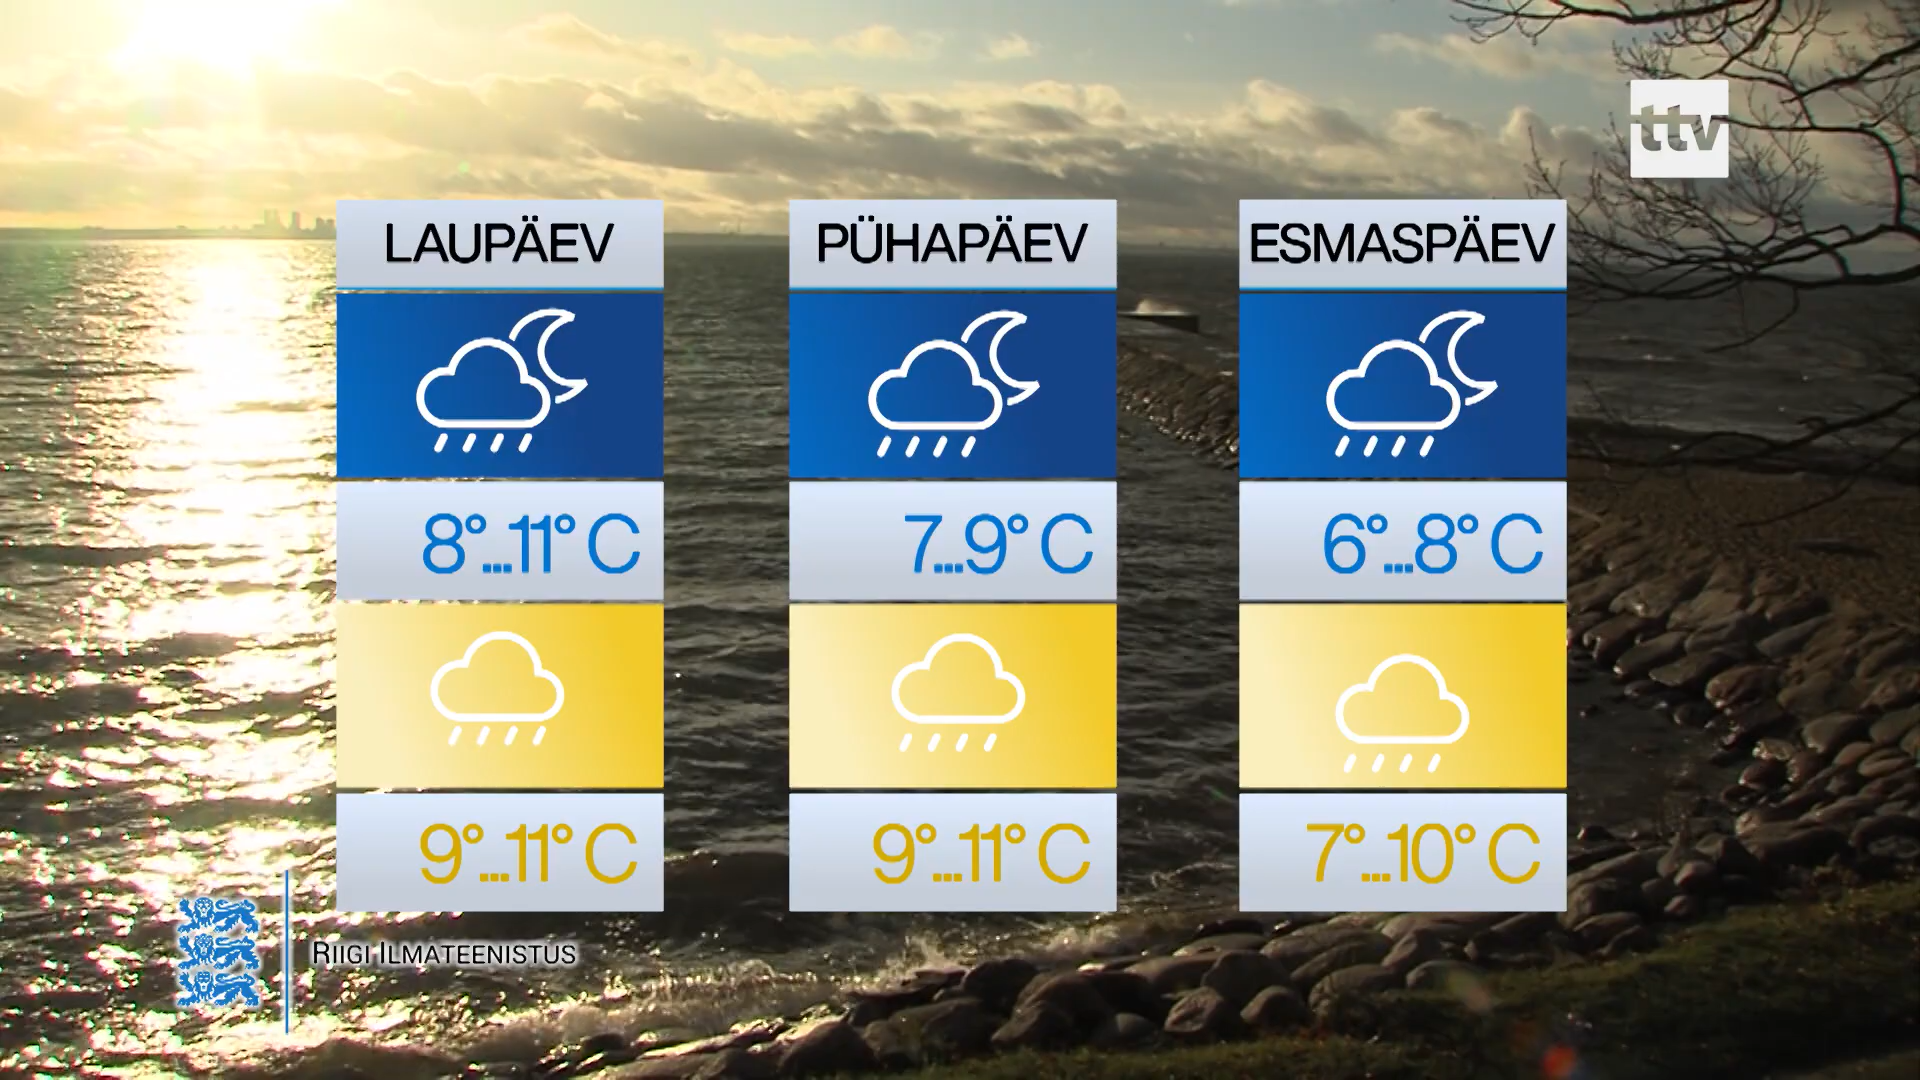 ttv
LAUPÄEV
8°...11° C
9°...11° C
PÜHAPÄEV
7...9° C
9°...11° C
ESMASPÄEV
6°...8° C
7°...10° C
RIIGI ILMATEENISTUS